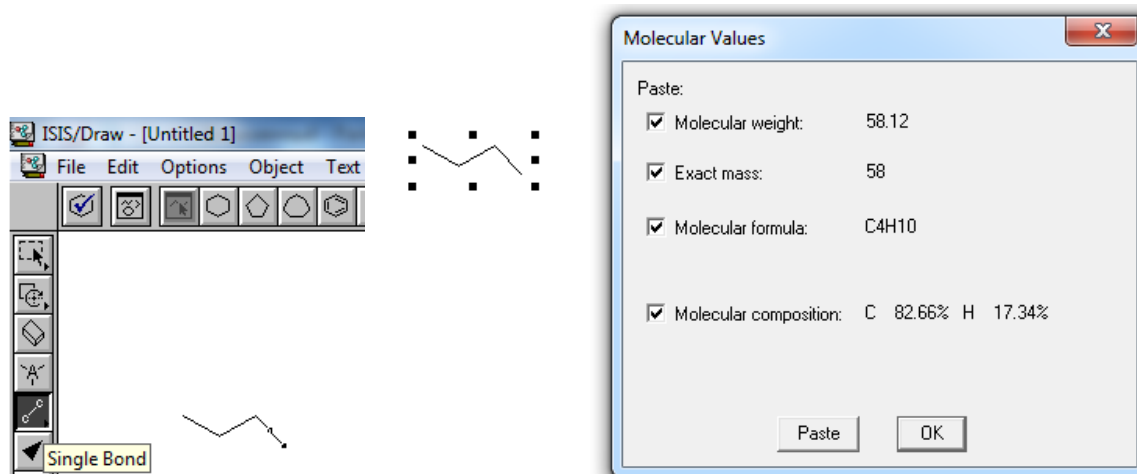 ISIS/Draw - [Untitled 1]
File Edit Options Object Text
Single Bond
Molecular Values
Paste:
Molecular weight: 58.12
Exact mass: 58
Molecular formula: C4H10
Molecular composition: C 82.66% H 17.34%
Paste OK